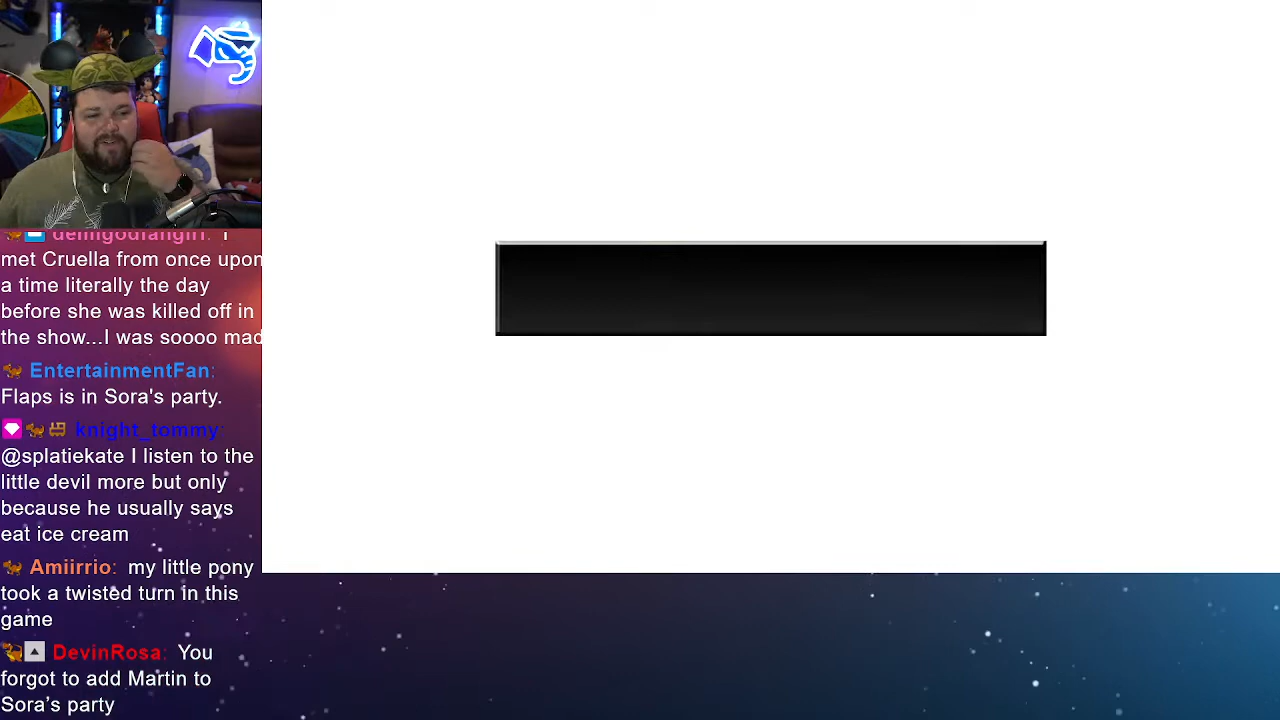 demigodfangirl: I
met Cruella from once upon
a time literally the day
before she was killed off in
the show...I was soooo mad
EntertainmentFan:
Flaps is in Sora's party.
knight_tommy:
@splatiekate I listen to the
little devil more but only
because he usually says
eat ice cream
Amiirrio: my little pony
took a twisted turn in this
game
DevinRosa: You
forgot to add Martin to
Sora's party